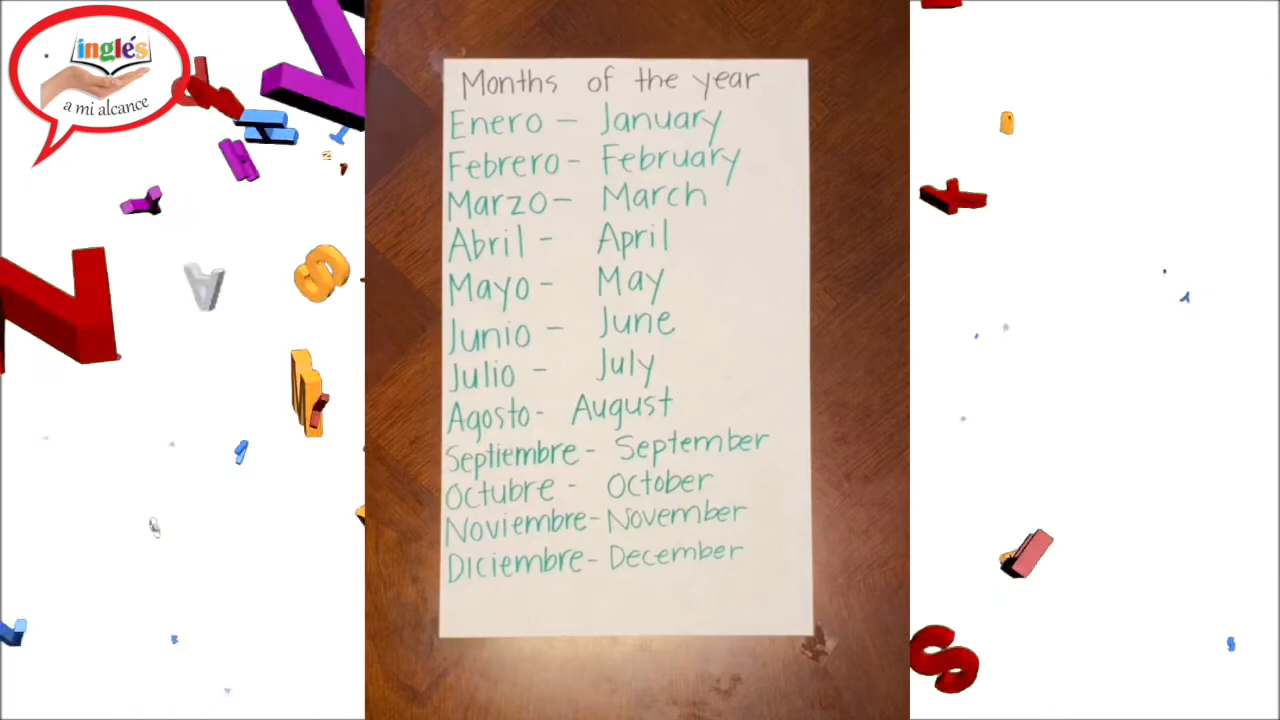 inglés
a mi alcance
Months of the year
Enero - January
Febrero - February
Marzo - March
Abril - April
Mayo - May
Junio - June
Julio - July
Agosto - August
Septiembre - September
Octubre - October
Noviembre - November
Diciembre - December